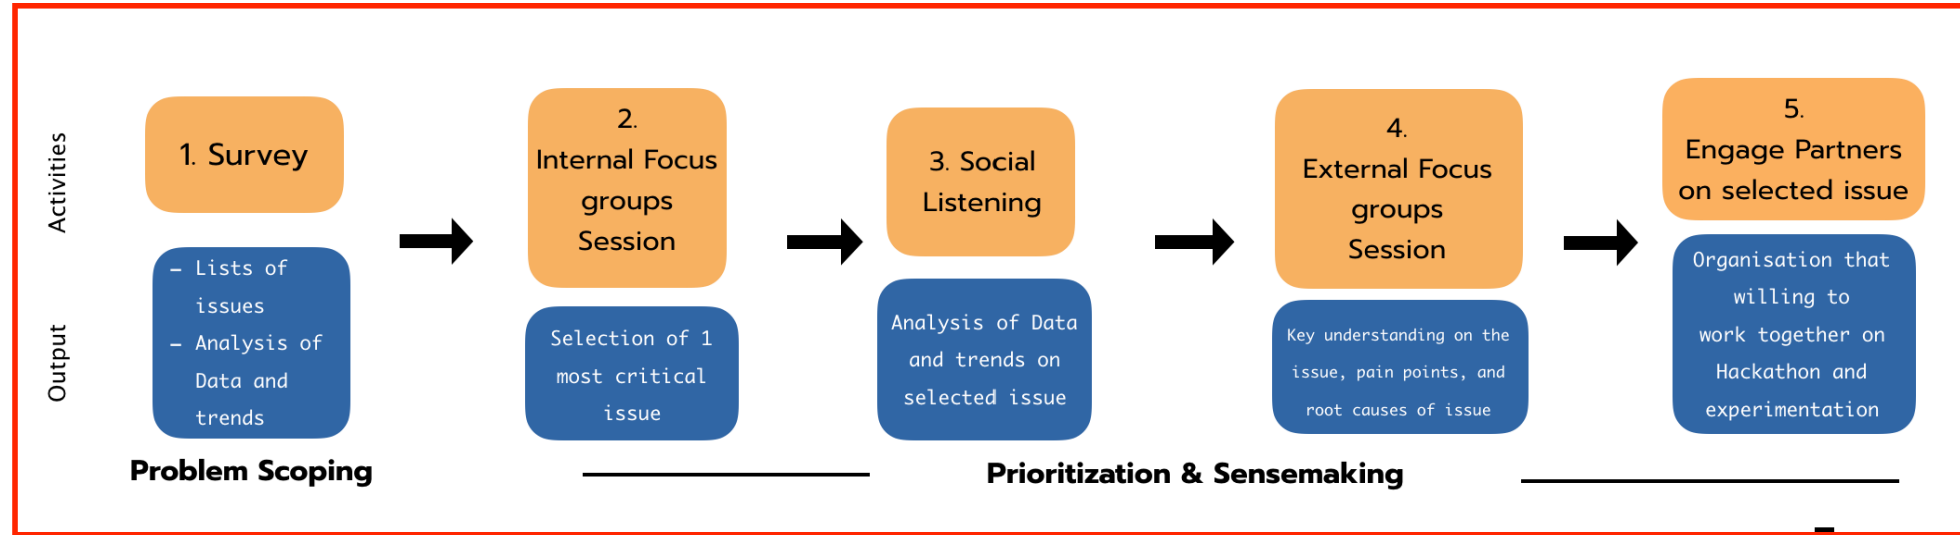 Activities
1. Survey
2.
Internal Focus
groups
Session
3. Social
Listening
4.
External Focus
groups
Session
5.
Engage Partners
on selected issue
Output
– Lists of
issues
– Analysis of
Data and
trends
Selection of 1
most critical
issue
Analysis of Data
and trends on
selected issue
Key understanding on the
issue, pain points, and
root causes of issue
Organisation that
willing to
work together on
Hackathon and
experimentation
Problem Scoping
Prioritization & Sensemaking